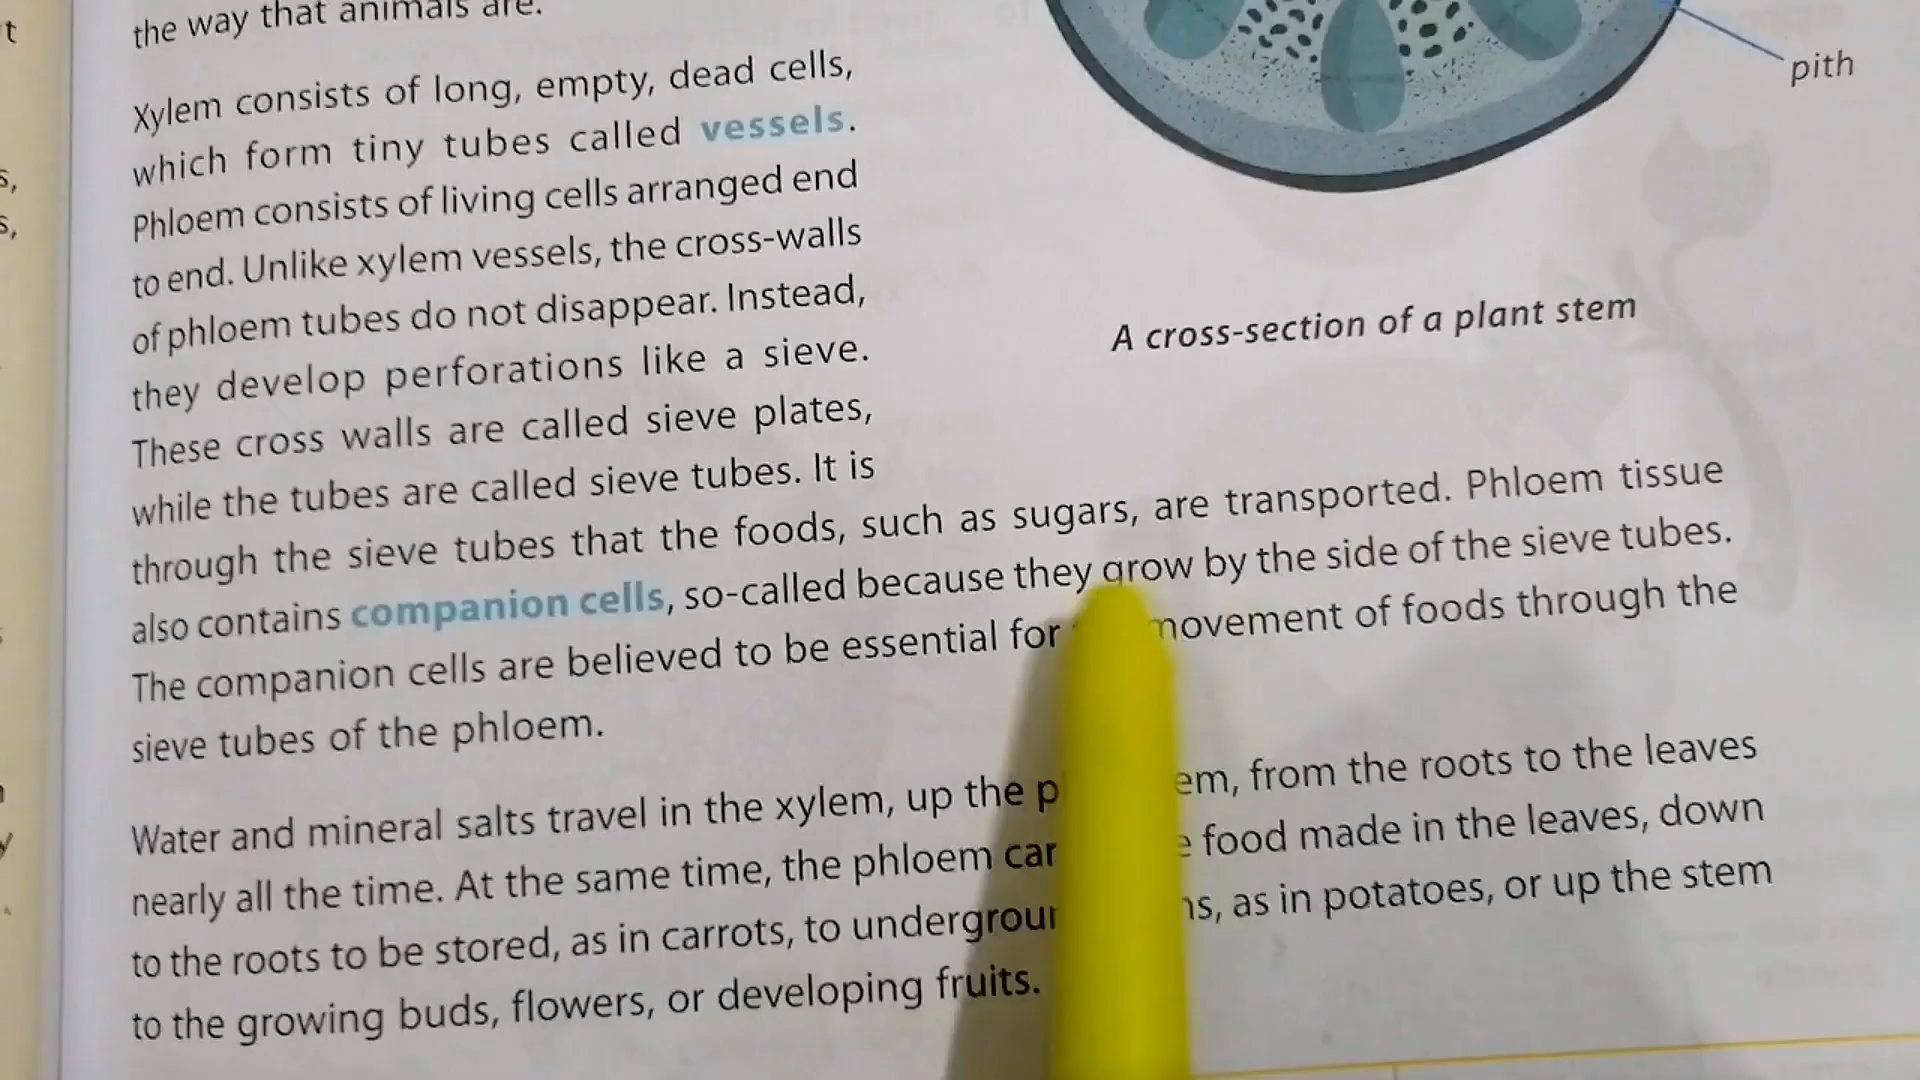 the way that animals are.
Xylem consists of long, empty, dead cells,
which form tiny tubes called vessels.
Phloem consists of living cells arranged end
to end. Unlike xylem vessels, the cross-walls
of phloem tubes do not disappear. Instead,
they develop perforations like a sieve.
These cross walls are called sieve plates,
while the tubes are called sieve tubes. It is
through the sieve tubes that the foods, such as sugars, are transported. Phloem tissue
also contains companion cells, so-called because they grow by the side of the sieve tubes.
The companion cells are believed to be essential for movement of foods through the
sieve tubes of the phloem.
Water and mineral salts travel in the xylem, up the from the roots to the leaves
nearly all the time. At the same time, the phloem food made in the leaves, down
to the roots to be stored, as in carrots, to as in potatoes, or up the stem
to the growing buds, flowers, or developing fruits.
pith
A cross-section of a plant stem